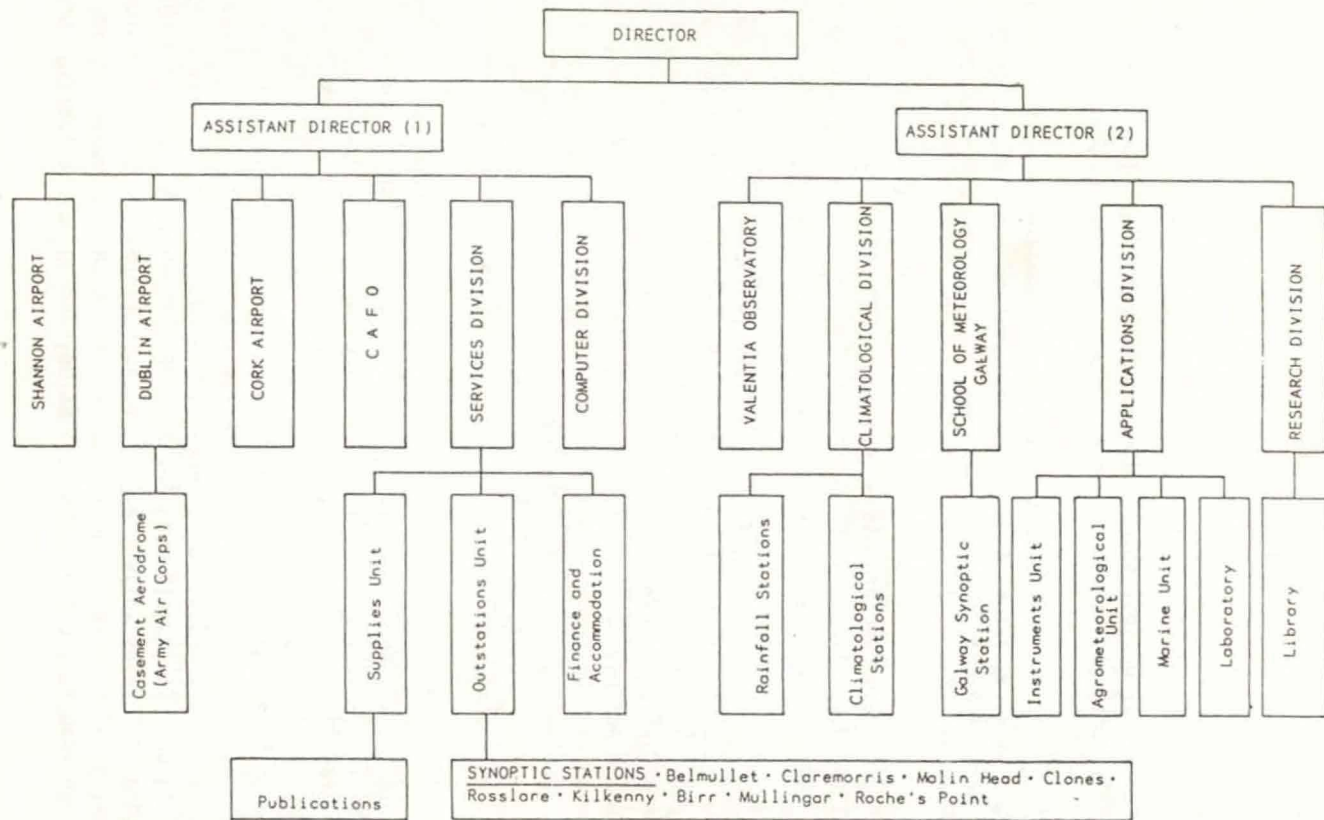 DIRECTOR
ASSISTANT DIRECTOR (1)
ASSISTANT DIRECTOR (2)
SHANNON AIRPORT
DUBLIN AIRPORT
CORK AIRPORT
C A F O
SERVICES DIVISION
COMPUTER DIVISION
VALENTIA OBSERVATORY
CLIMATOLOGICAL DIVISION
SCHOOL OF METEOROLOGY
GALWAY
APPLICATIONS DIVISION
RESEARCH DIVISION
Casement Aerodrome
(Army Air Corps)
Supplies Unit
Outstations Unit
Finance and
Accommodation
Rainfall Stations
Climatological
Stations
Galway Synoptic
Station
Instruments Unit
Agrometeorological
Unit
Marine Unit
Laboratory
Library
Publications
SYNOPTIC STATIONS · Belmullet · Claremorris · Malin Head · Clones ·
Rosslare · Kilkenny · Birr · Mullingar · Roche's Point